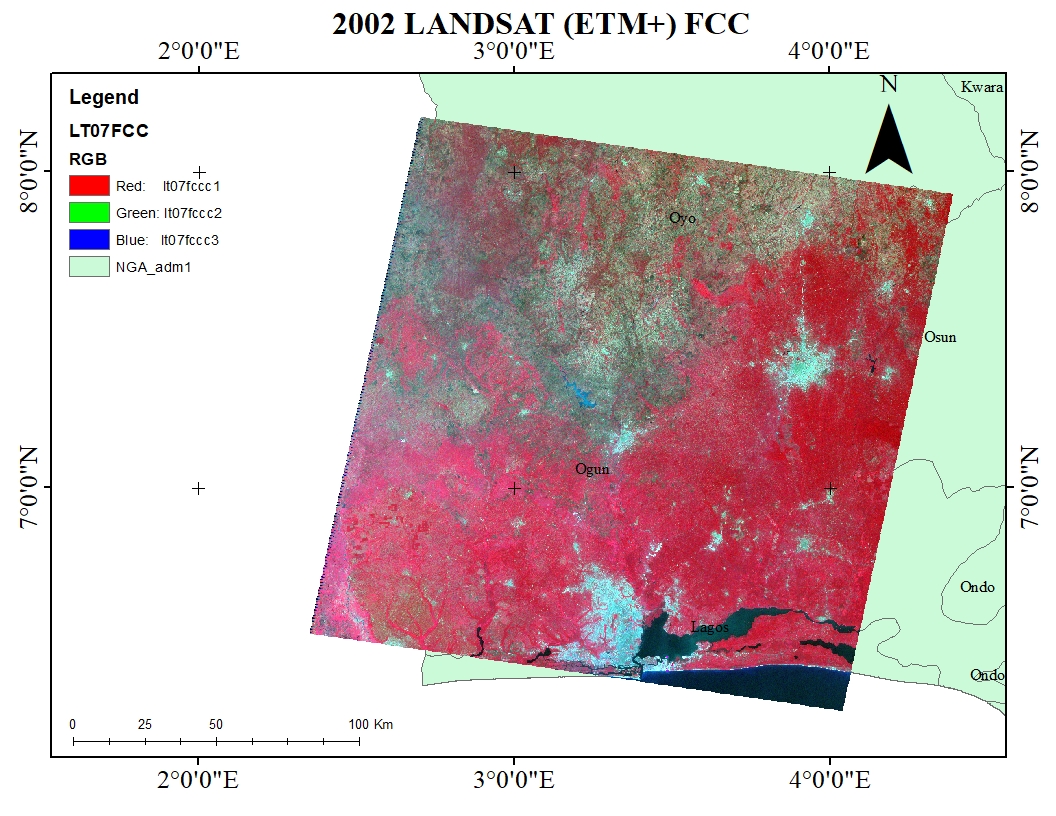 2002 LANDSAT (ETM+) FCC
2°0'0"E 3°0'0"E 4°0'0"E
N
Kwara
Legend
LT07FCC
RGB
Red: lt07fccc1
Green: lt07fccc2
Blue: lt07fccc3
NGA_adm1
8°0'0"N 8°0'0"N
Oyo
Osun
Ogun
7°0'0"N 7°0'0"N
Ondo
Lagos
Ondo
0 25 50 100 Km
2°0'0"E 3°0'0"E 4°0'0"E